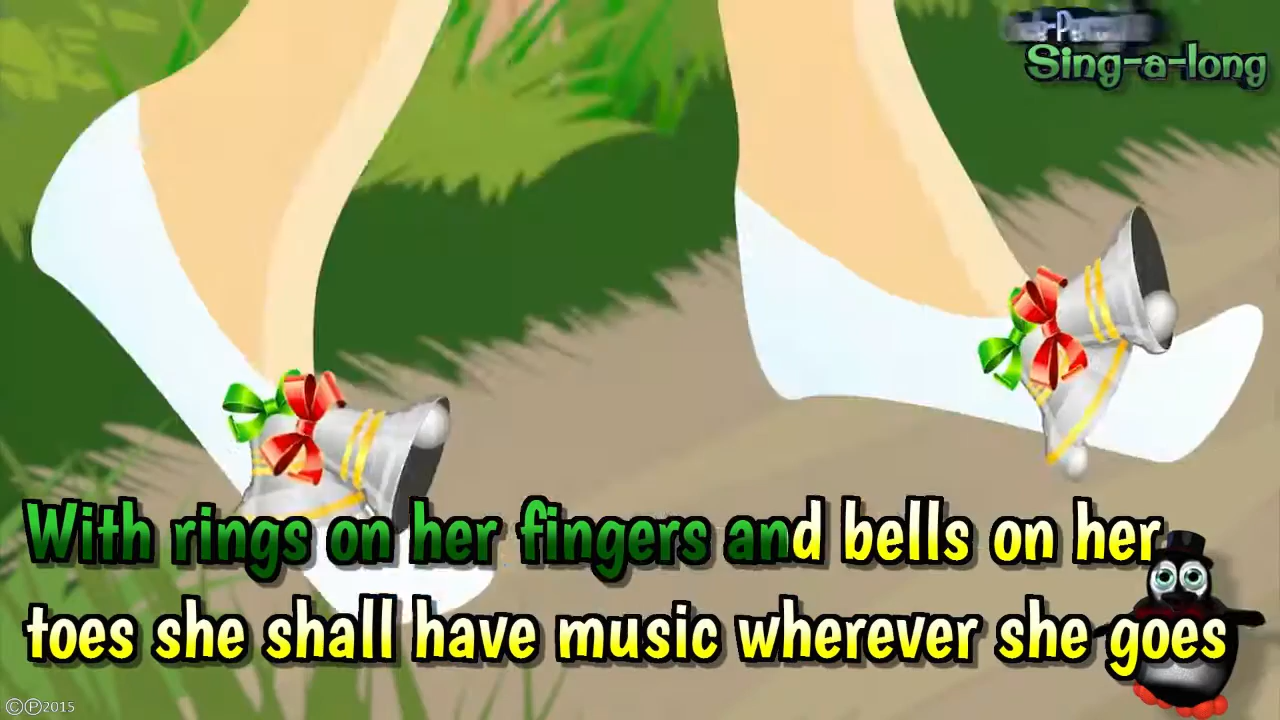 Sing-a-long
With rings on her fingers and bells on her
toes she shall have music wherever she goes
©℗2015